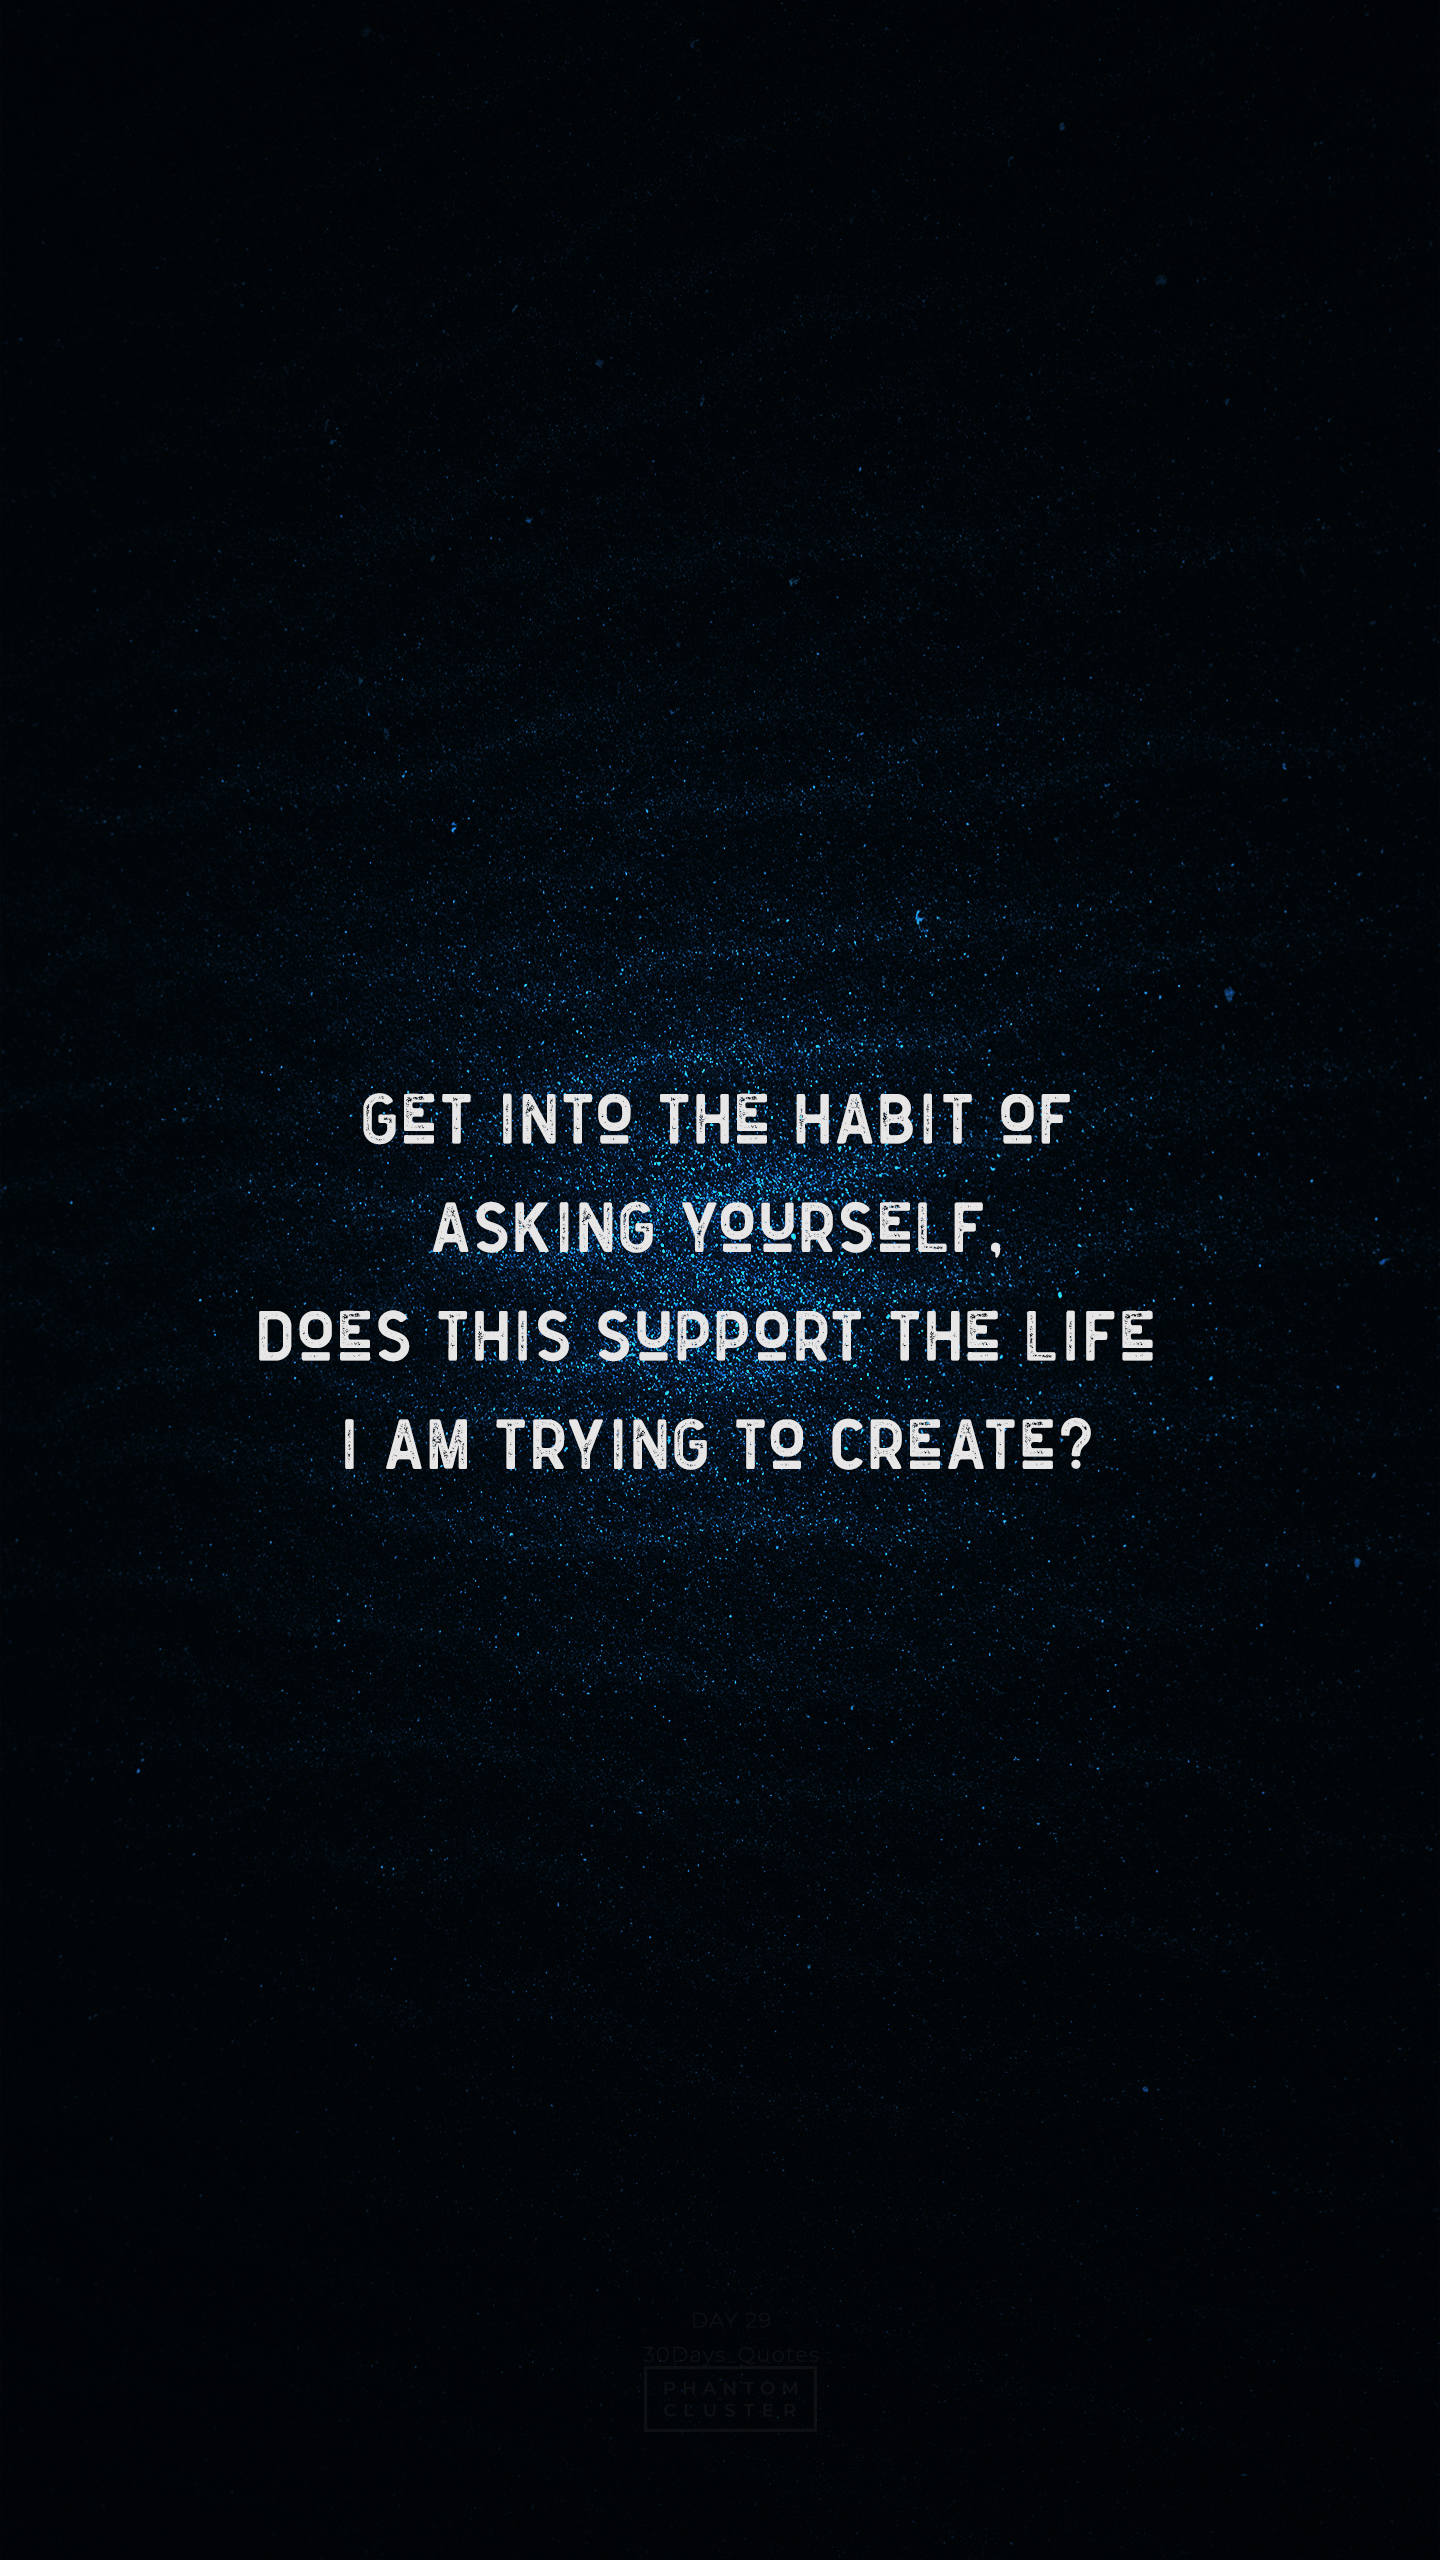 GET INTO THE HABIT OF
ASKING YOURSELF,
DOES THIS SUPPORT THE LIFE
I AM TRYING TO CREATE?
DAY 29
30Days_Quotes
PHANTOM
CLUSTER